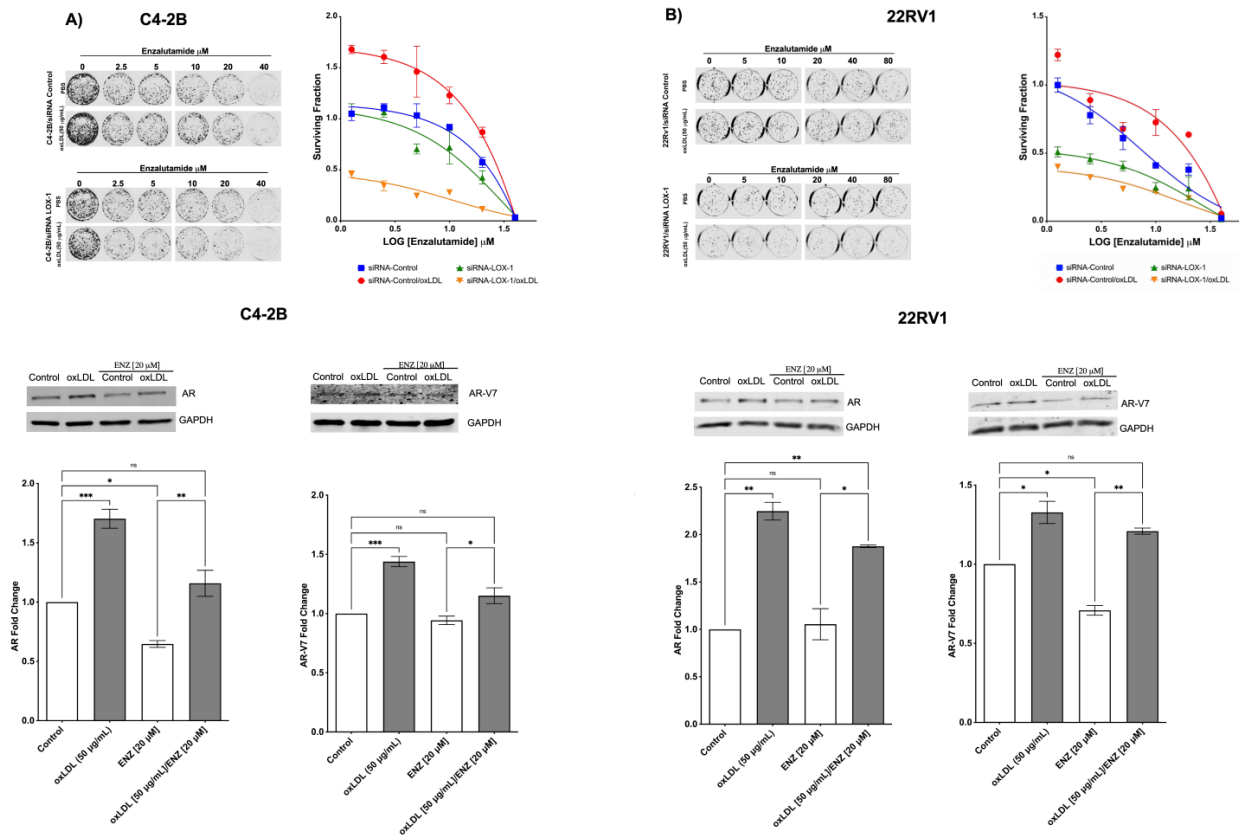 A) C4-2B
Enzalutamide µM
0 2.5 5 10 20 40
C4-2B/siRNA Control
PBS
oxLDL(50 µg/mL)
Enzalutamide µM
0 2.5 5 10 20 40
C4-2B/siRNA LOX-1
PBS
oxLDL(50 µg/mL)
Surviving Fraction
2.0
1.5
1.0
0.5
0.0
0.0 0.5 1.0 1.5 2.0
LOG [Enzalutamide] µM
siRNA-Control siRNA-LOX-1
siRNA-Control/oxLDL siRNA-LOX-1/oxLDL
B) 22RV1
Enzalutamide µM
0 5 10 20 40 80
22RV1/siRNA Control
PBS
oxLDL(50 µg/mL)
Enzalutamide µM
0 5 10 20 40 80
22RV1/siRNA LOX-1
PBS
oxLDL(50 µg/mL)
Surviving Fraction
1.5
1.0
0.5
0.0
0.0 0.5 1.0 1.5 2.0
LOG [Enzalutamide] µM
siRNA-Control siRNA-LOX-1
siRNA-Control/oxLDL siRNA-LOX-1/oxLDL
C4-2B
ENZ [20 µM]
Control oxLDL Control oxLDL
AR
GAPDH
ns
*
*** **
AR Fold Change
2.0
1.5
1.0
0.5
0.0
Control
oxLDL (50 µg/mL)
ENZ [20 µM]
oxLDL [50 µg/mL]/ENZ [20 µM]
ENZ [20 µM]
Control oxLDL Control oxLDL
AR-V7
GAPDH
ns
ns
*** *
AR-V7 Fold Change
2.0
1.5
1.0
0.5
0.0
Control
oxLDL (50 µg/mL)
ENZ [20 µM]
oxLDL [50 µg/mL]/ENZ [20 µM]
22RV1
ENZ [20 µM]
Control oxLDL Control oxLDL
AR
GAPDH
**
ns
** *
AR Fold Change
2.5
2.0
1.5
1.0
0.5
0.0
Control
oxLDL (50 µg/mL)
ENZ [20 µM]
oxLDL [50 µg/mL]/ENZ [20 µM]
ENZ [20 µM]
Control oxLDL Control oxLDL
AR-V7
GAPDH
ns
*
* **
AR-V7 Fold Change
1.5
1.0
0.5
0.0
Control
oxLDL (50 µg/mL)
ENZ [20 µM]
oxLDL [50 µg/mL]/ENZ [20 µM]